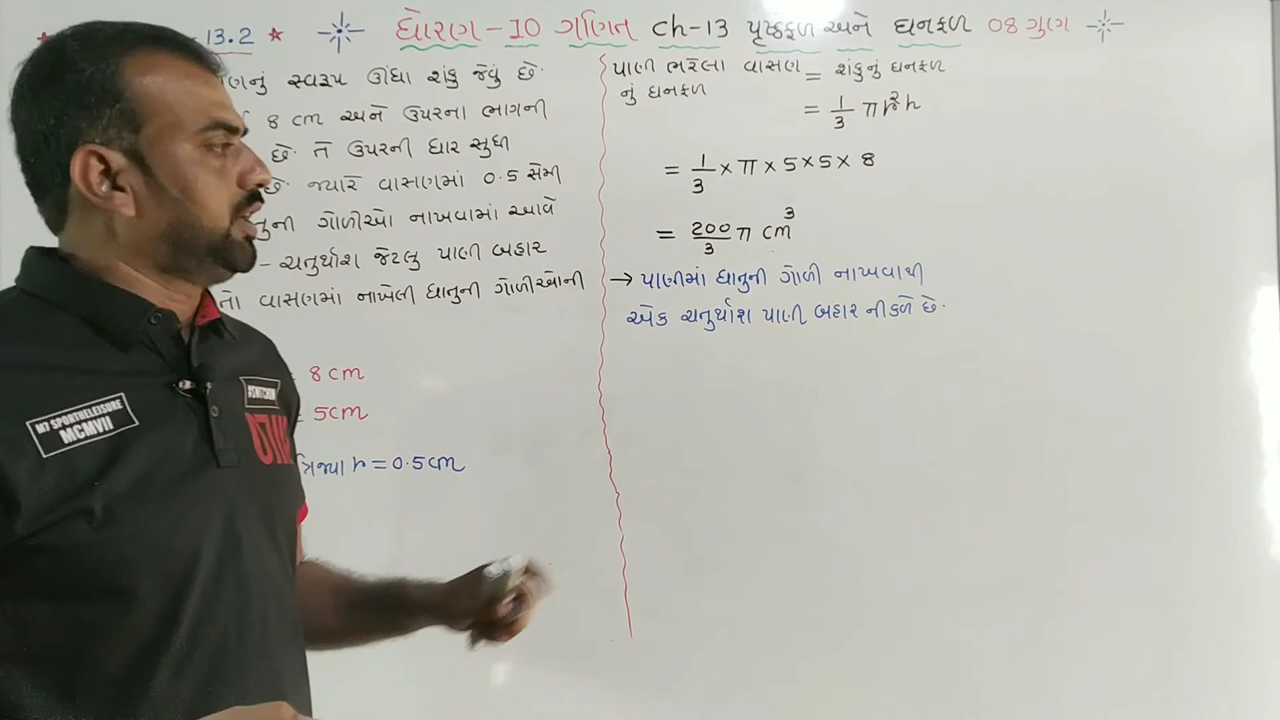 13.2 ★ ધોરણ - 10 ગણિત ch-13 પૃષ્ઠફળ અને ઘનફળ 08 ગુણ
સ્વરૂપ ઊંધા શંકુ જેવું છે.
8 cm અને ઉપરના ભાગની
છે. તે ઉપરની ધાર સુધી
છે. જ્યારે વાસણમાં 0.5 સેમી
ગોળીઓ નાખવામાં આવે
- ચતુર્થાંશ જેટલુ પાણી બહાર
વાસણમાં નાખેલી ધાતુની ગોળીઓની
8 cm
5cm
ત્રિજ્યા r = 0.5cm
પાણી ભરેલા વાસણ = શંકુનું ઘનફળ
નું ઘનફળ
= 1/3 πr²h
= 1/3 × π × 5 × 5 × 8
= 200/3 π cm³
→ પાણીમાં ધાતુની ગોળી નાખવાથી
એક ચતુર્થાંશ પાણી બહાર નીકળે છે.
M7 SPORTHELEISURE
MCMVII